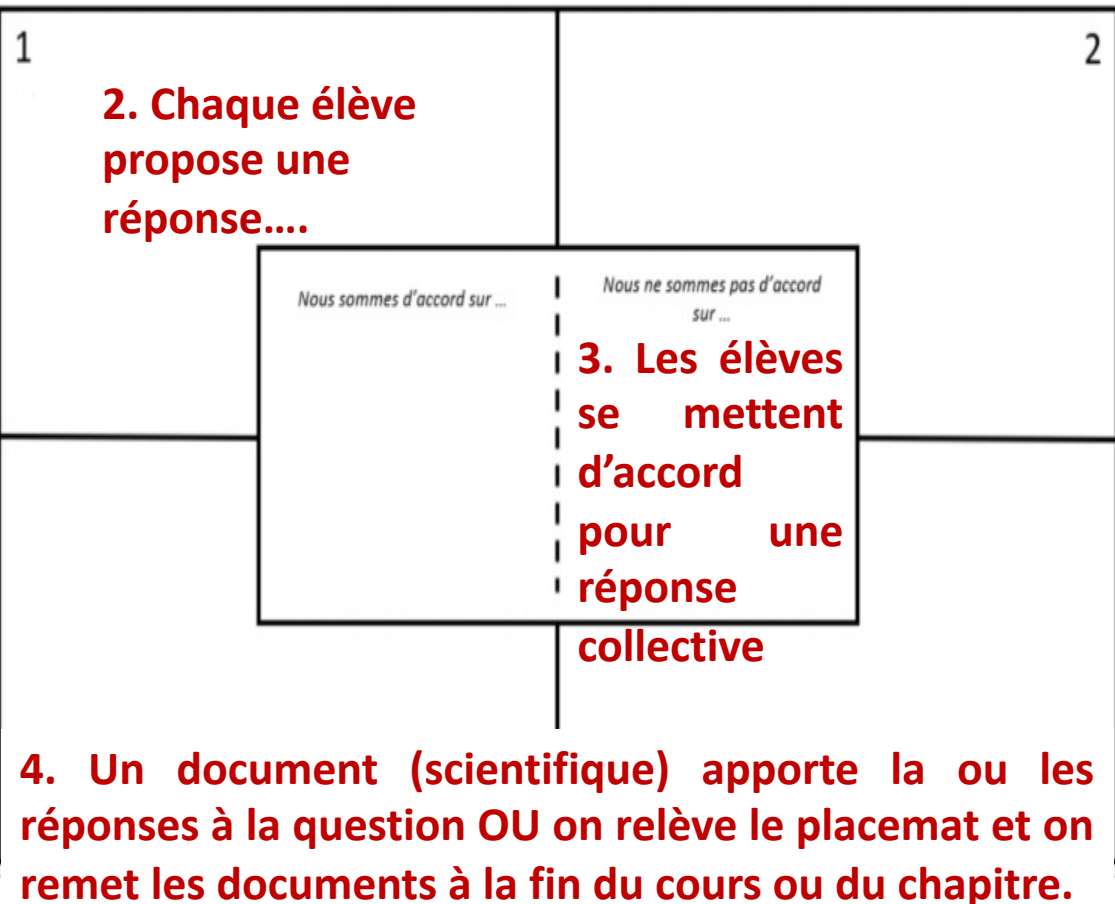 1
2
2. Chaque élève
propose une
réponse….
Nous sommes d'accord sur ...
Nous ne sommes pas d'accord
sur ...
3. Les élèves
se mettent
d'accord
pour une
réponse
collective
4. Un document (scientifique) apporte la ou les
réponses à la question OU on relève le placemat et on
remet les documents à la fin du cours ou du chapitre.